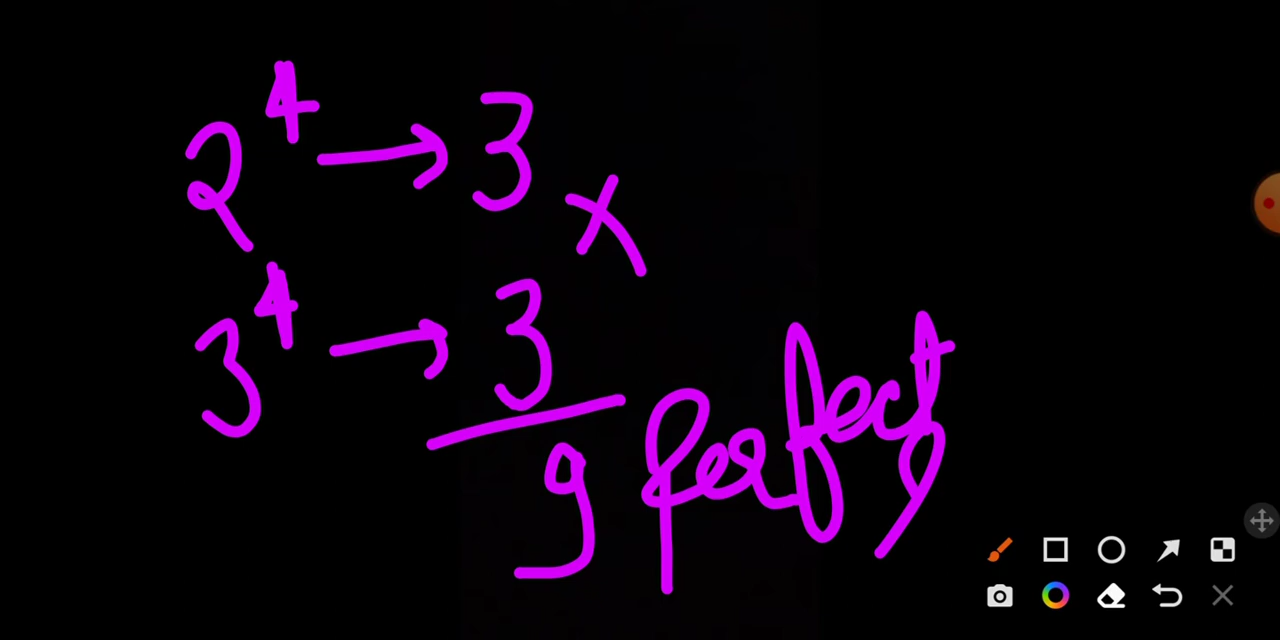 2⁴ → 3
×
3⁴ → 3
9 perfect